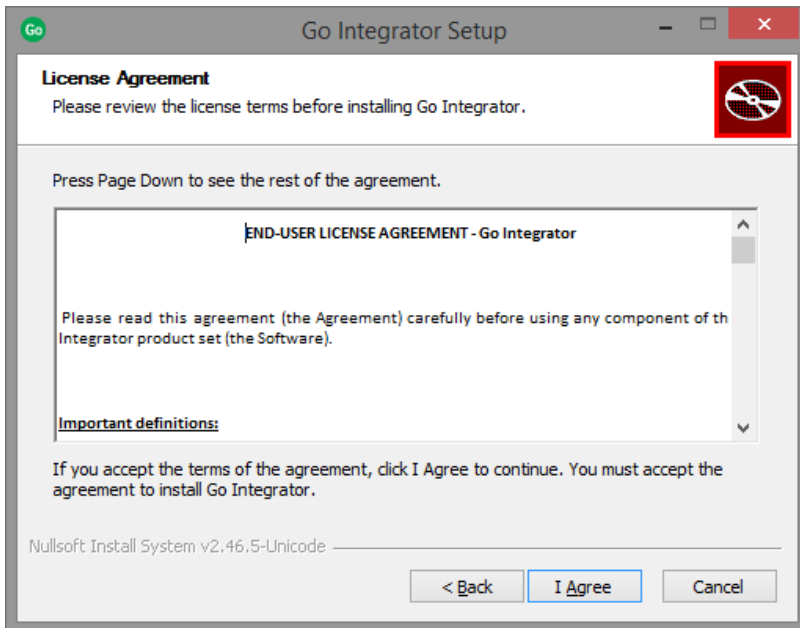 Go
Go Integrator Setup
License Agreement
Please review the license terms before installing Go Integrator.
Press Page Down to see the rest of the agreement.
END-USER LICENSE AGREEMENT - Go Integrator
Please read this agreement (the Agreement) carefully before using any component of th
Integrator product set (the Software).
Important definitions:
If you accept the terms of the agreement, click I Agree to continue. You must accept the
agreement to install Go Integrator.
Nullsoft Install System v2.46.5-Unicode
< Back
I Agree
Cancel